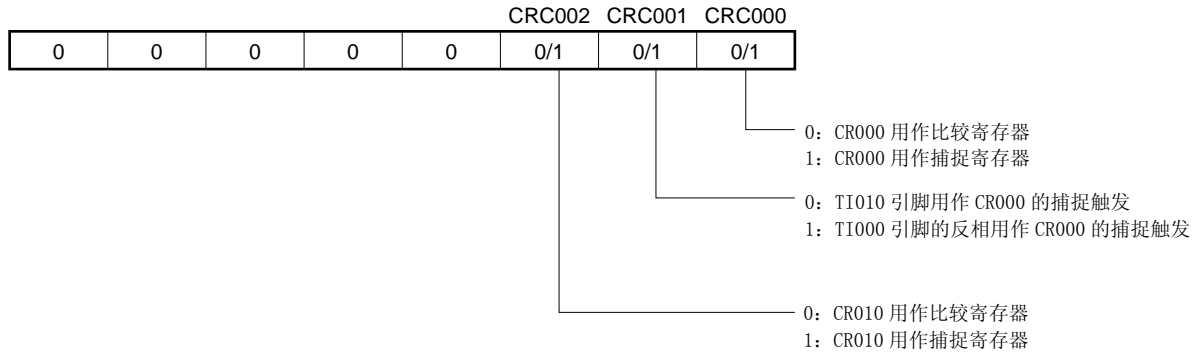 CRC002 CRC001 CRC000
0 0 0 0 0 0/1 0/1 0/1
0：CR000 用作比较寄存器
1：CR000 用作捕捉寄存器
0：TI010 引脚用作 CR000 的捕捉触发
1：TI000 引脚的反相用作 CR000 的捕捉触发
0：CR010 用作比较寄存器
1：CR010 用作捕捉寄存器